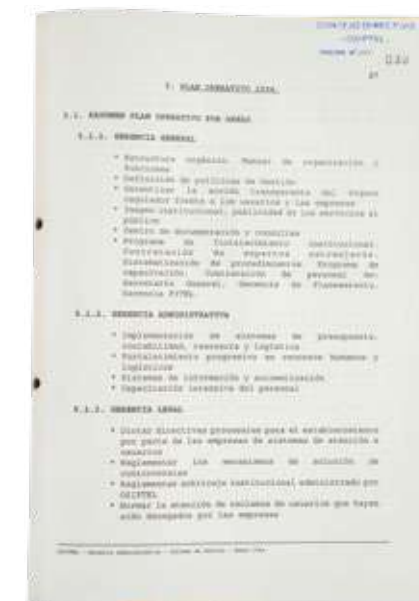 5. PLAN OPERATIVO 1994
5.1. RESUMEN PLAN OPERATIVO POR AREAS
5.1.1. GERENCIA GENERAL
* Estructura orgánica. Manual de organización y
funciones
* Definición de políticas de Gestión
* Garantizar la acción transparente del órgano
regulador frente a los usuarios y las empresas
* Imagen institucional, publicidad de los servicios al
público
* Centro de documentación y consultas
* Programa de fortalecimiento institucional.
Contratación de expertos extranjeros.
Sistematización de procedimientos. Programa de
capacitación. Contratación de personal de:
Secretaría General, Gerencia de Planeamiento,
Gerencia FITEL.
5.1.2. GERENCIA ADMINISTRATIVA
* Implementación de sistemas de presupuesto,
contabilidad, tesorería y logística
* Fortalecimiento progresivo en recursos humanos y
logísticos
* Sistemas de información y automatización
* Capacitación intensiva del personal
5.1.3. GERENCIA LEGAL
* Dictar directivas procesales para el establecimiento
por parte de las empresas de sistemas de atención a
usuarios
* Reglamentar los mecanismos de solución de
controversias
* Reglamentar arbitraje institucional administrado por
OSIPTEL
* Normar la atención de reclamos de usuarios que hayan
sido denegados por las empresas